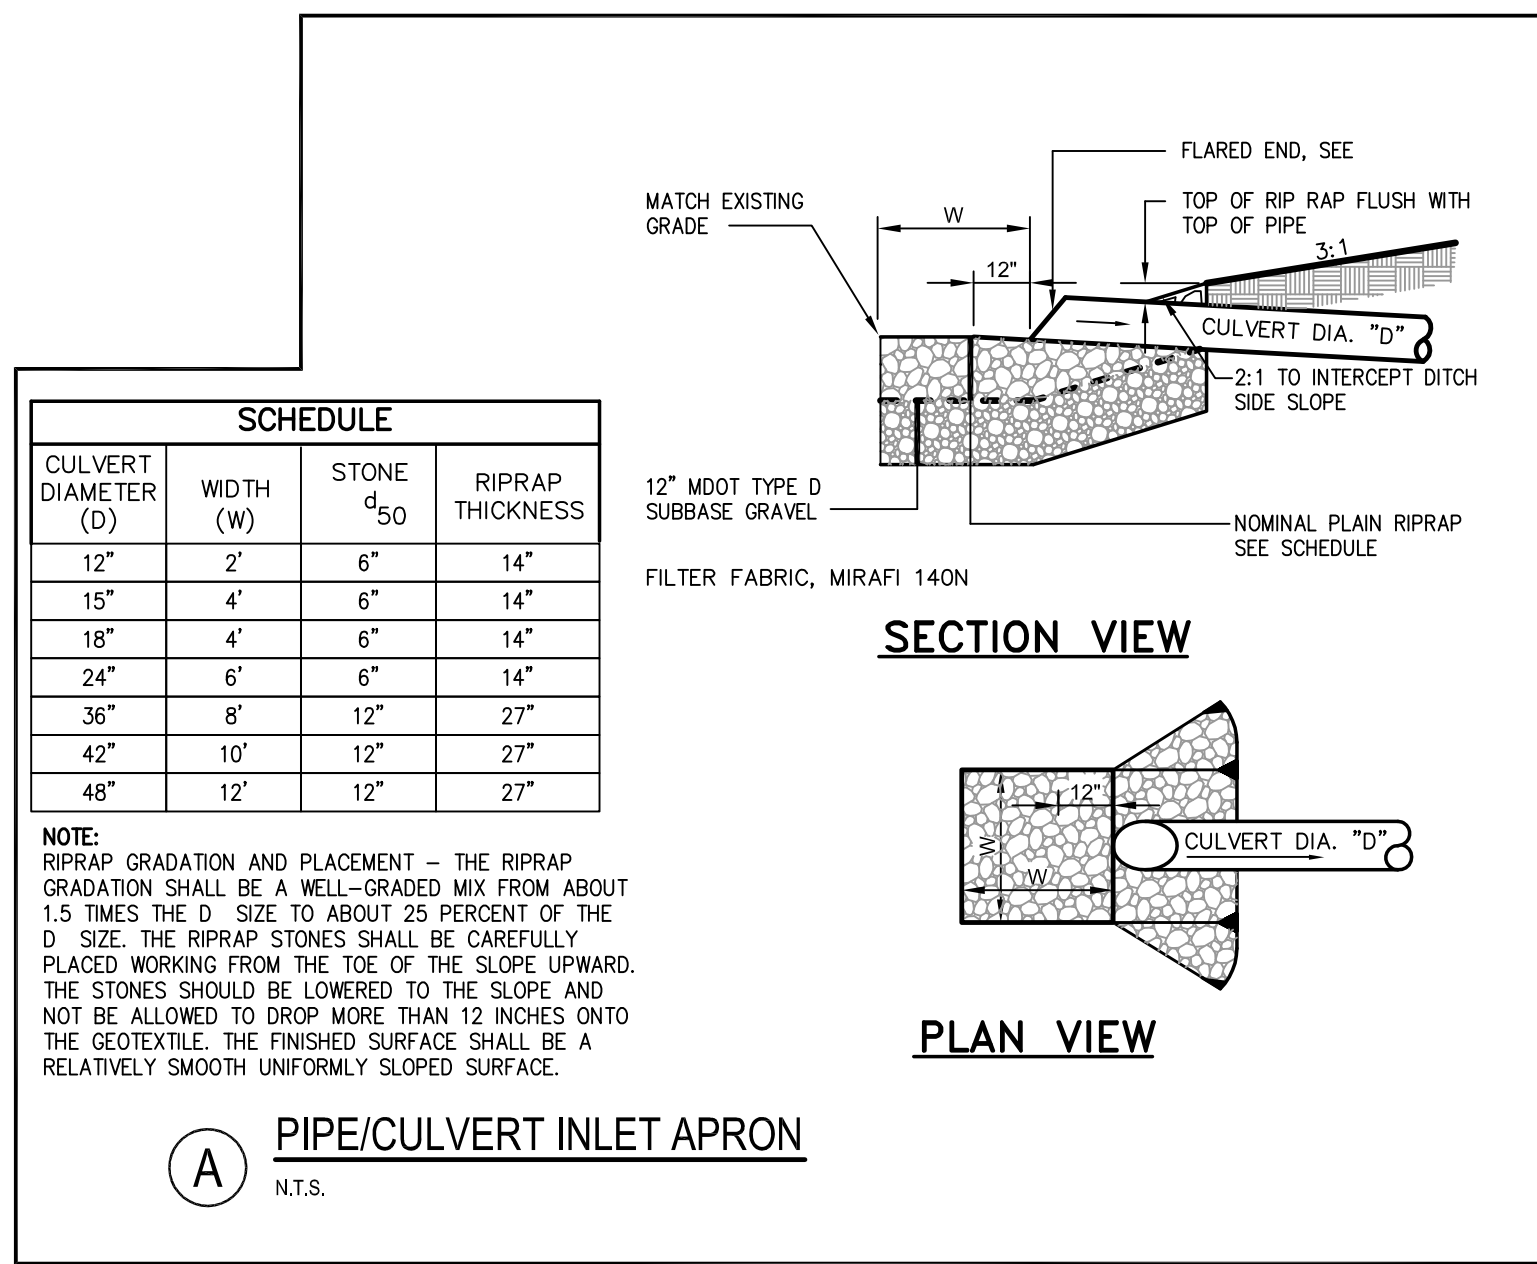 FLARED END, SEE
MATCH EXISTING
GRADE
W
TOP OF RIP RAP FLUSH WITH
TOP OF PIPE
12"
3:1
CULVERT DIA. "D"
2:1 TO INTERCEPT DITCH
SIDE SLOPE
12" MDOT TYPE D
SUBBASE GRAVEL
NOMINAL PLAIN RIPRAP
SEE SCHEDULE
FILTER FABRIC, MIRAFI 140N
SECTION VIEW
SCHEDULE
CULVERT
DIAMETER
(D)
WIDTH
(W)
STONE
d50
RIPRAP
THICKNESS
12" 2' 6" 14"
15" 4' 6" 14"
18" 4' 6" 14"
24" 6' 6" 14"
36" 8' 12" 27"
42" 10' 12" 27"
48" 12' 12" 27"
12"
W
W
CULVERT DIA. "D"
PLAN VIEW
NOTE:
RIPRAP GRADATION AND PLACEMENT – THE RIPRAP
GRADATION SHALL BE A WELL–GRADED MIX FROM ABOUT
1.5 TIMES THE D SIZE TO ABOUT 25 PERCENT OF THE
D SIZE. THE RIPRAP STONES SHALL BE CAREFULLY
PLACED WORKING FROM THE TOE OF THE SLOPE UPWARD.
THE STONES SHOULD BE LOWERED TO THE SLOPE AND
NOT BE ALLOWED TO DROP MORE THAN 12 INCHES ONTO
THE GEOTEXTILE. THE FINISHED SURFACE SHALL BE A
RELATIVELY SMOOTH UNIFORMLY SLOPED SURFACE.
A
PIPE/CULVERT INLET APRON
N.T.S.